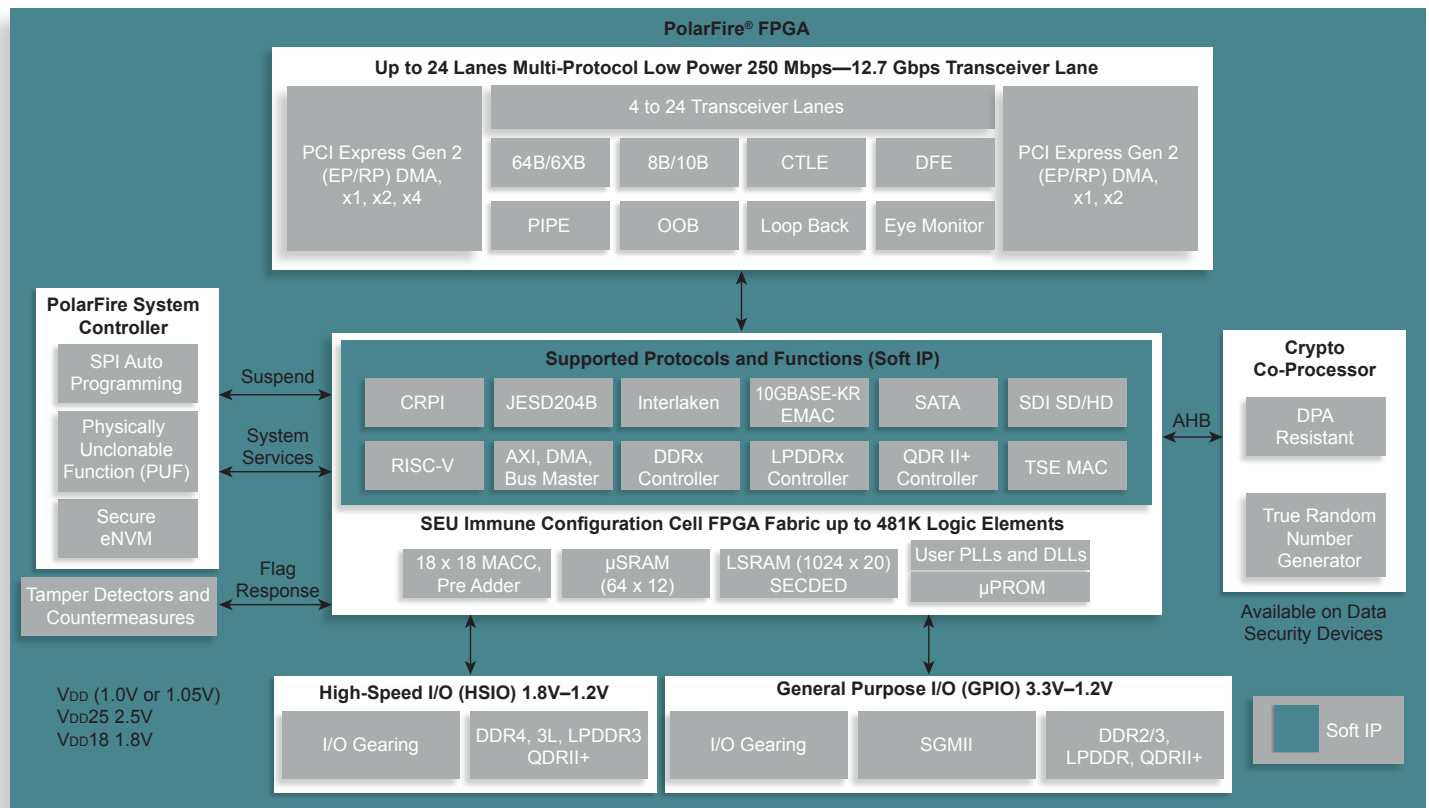 PolarFire® FPGA
Up to 24 Lanes Multi-Protocol Low Power 250 Mbps—12.7 Gbps Transceiver Lane
PCI Express Gen 2
(EP/RP) DMA,
x1, x2, x4
4 to 24 Transceiver Lanes
64B/6XB
8B/10B
CTLE
DFE
PIPE
OOB
Loop Back
Eye Monitor
PCI Express Gen 2
(EP/RP) DMA,
x1, x2
PolarFire System
Controller
SPI Auto
Programming
Physically
Unclonable
Function (PUF)
Secure
eNVM
Tamper Detectors and
Countermeasures
Suspend
System
Services
Flag
Response
Supported Protocols and Functions (Soft IP)
CRPI
JESD204B
Interlaken
10GBASE-KR
EMAC
SATA
SDI SD/HD
RISC-V
AXI, DMA,
Bus Master
DDRx
Controller
LPDDRx
Controller
QDR II+
Controller
TSE MAC
SEU Immune Configuration Cell FPGA Fabric up to 481K Logic Elements
18 x 18 MACC,
Pre Adder
µSRAM
(64 x 12)
LSRAM (1024 x 20)
SECDED
User PLLs and DLLs
µPROM
AHB
Crypto
Co-Processor
DPA
Resistant
True Random
Number
Generator
Available on Data
Security Devices
VDD (1.0V or 1.05V)
VDD25 2.5V
VDD18 1.8V
High-Speed I/O (HSIO) 1.8V–1.2V
I/O Gearing
DDR4, 3L, LPDDR3
QDRII+
General Purpose I/O (GPIO) 3.3V–1.2V
I/O Gearing
SGMII
DDR2/3,
LPDDR, QDRII+
Soft IP